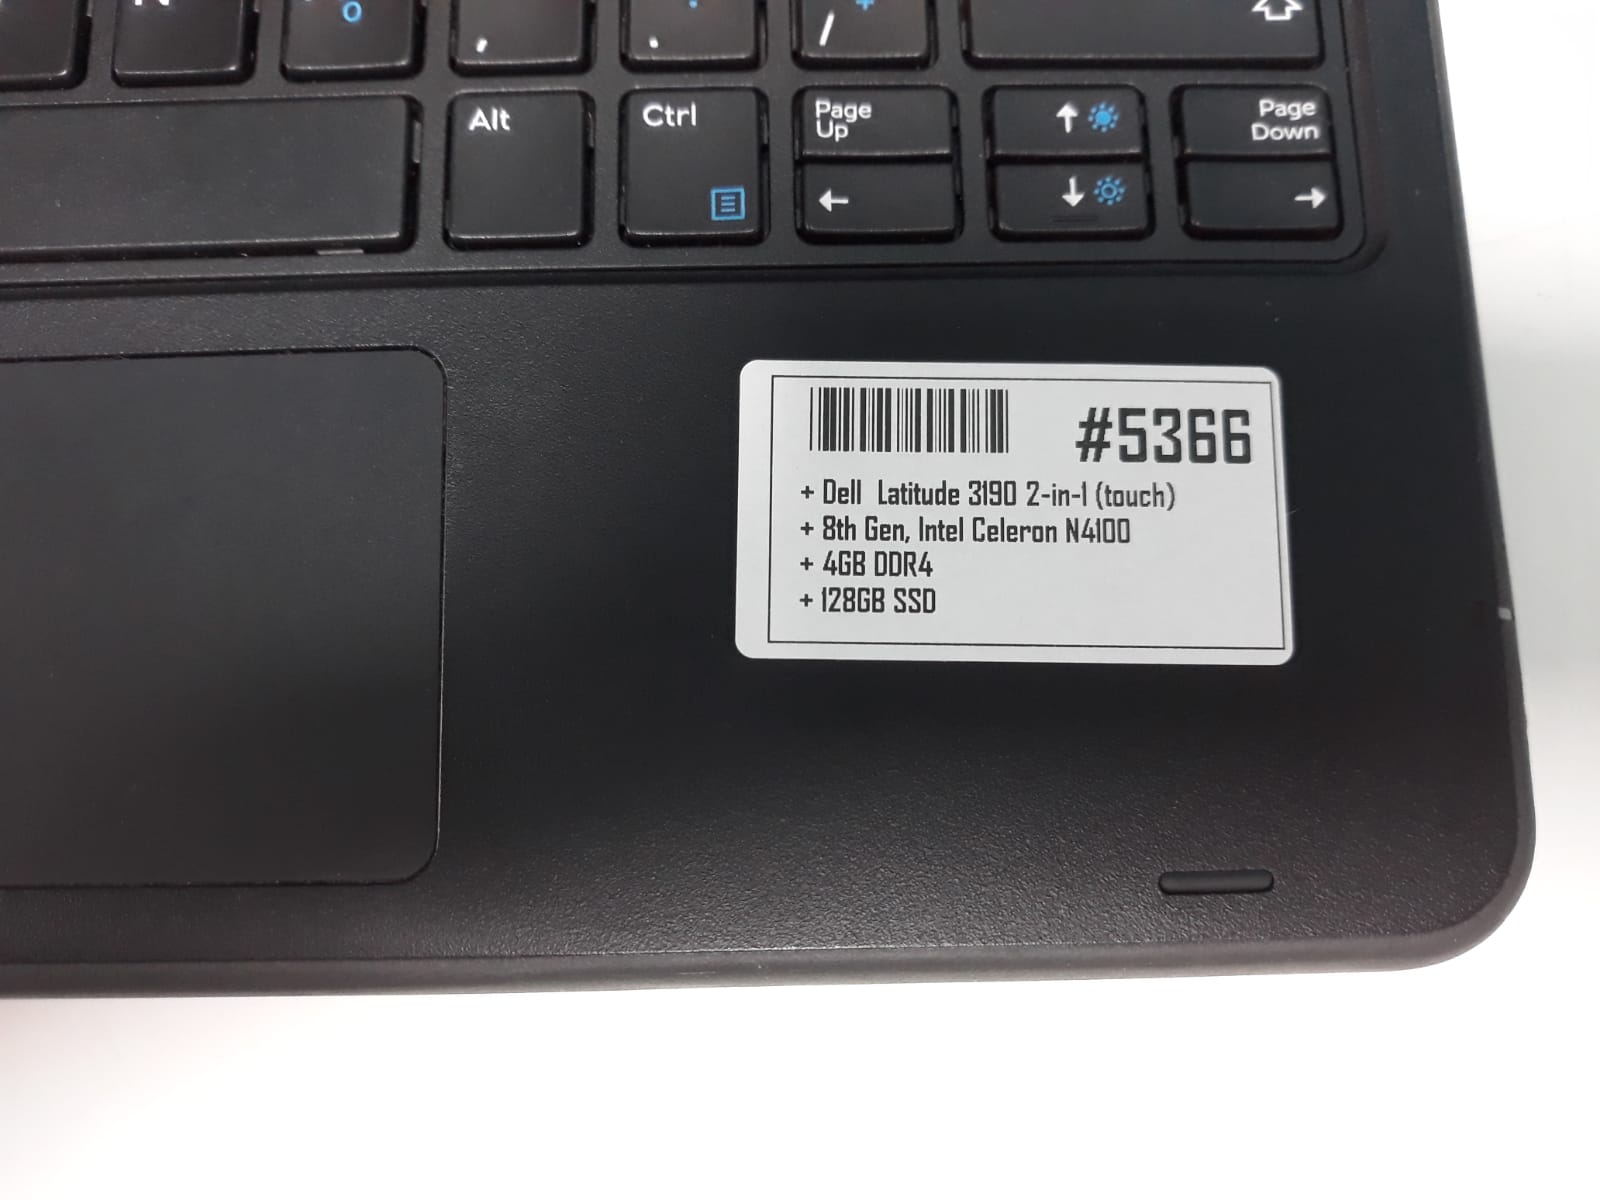 N
0
,
.
/ +
Alt
Ctrl
Page
Up
Page
Down
#5366
+ Dell Latitude 3190 2-in-1 (touch)
+ 8th Gen, Intel Celeron N4100
+ 4GB DDR4
+ 128GB SSD